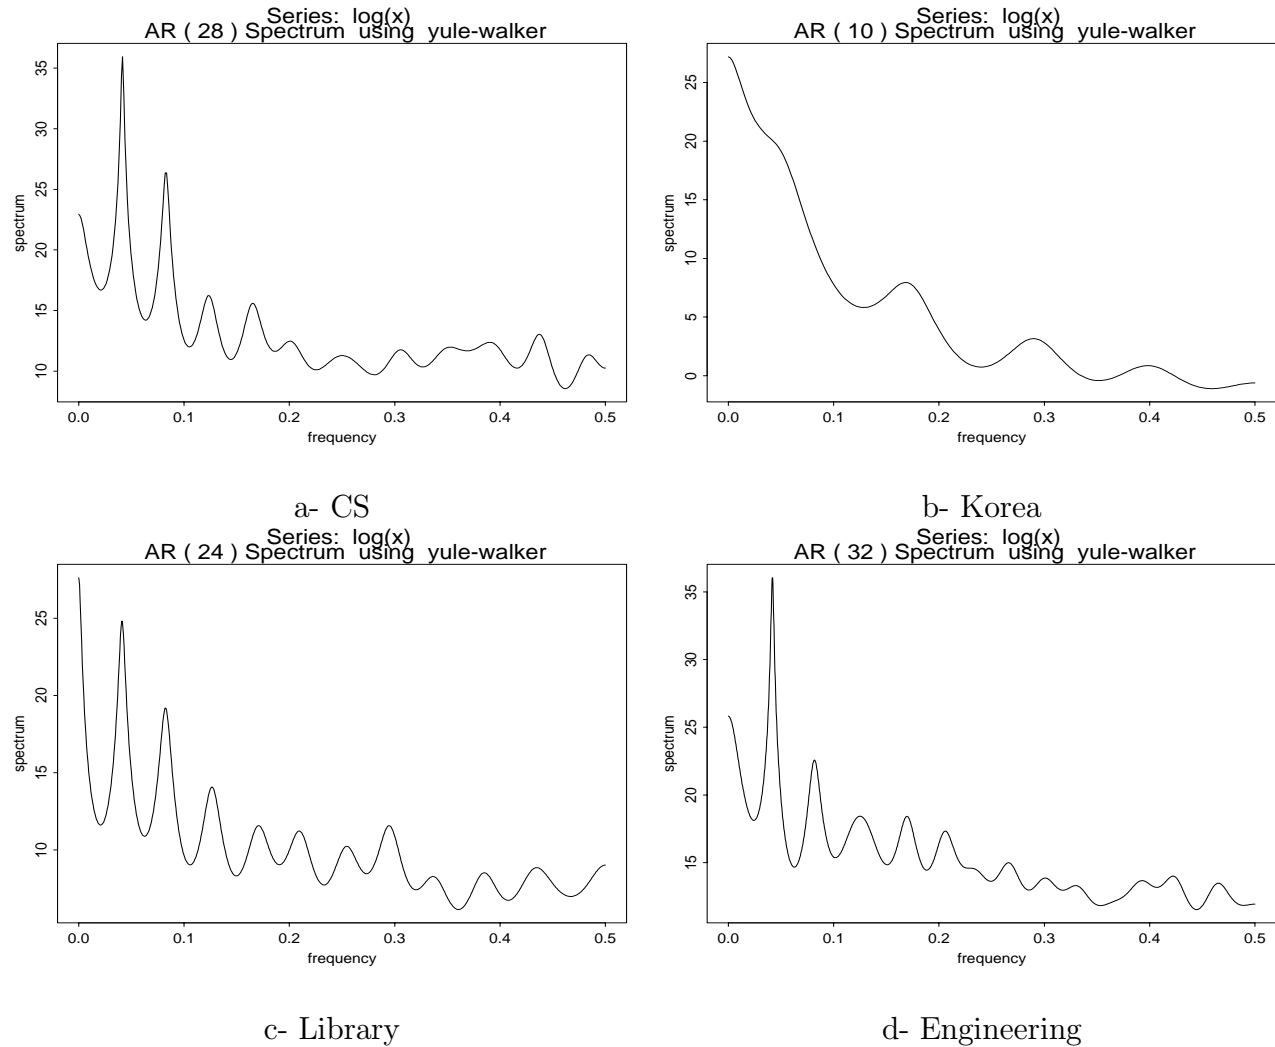 Series: log(x)
AR ( 28 ) Spectrum using yule-walker
35
30
25
20
15
10
spectrum
0.0 0.1 0.2 0.3 0.4 0.5
frequency
a- CS
Series: log(x)
AR ( 10 ) Spectrum using yule-walker
25
20
15
10
5
0
spectrum
0.0 0.1 0.2 0.3 0.4 0.5
frequency
b- Korea
Series: log(x)
AR ( 24 ) Spectrum using yule-walker
25
20
15
10
spectrum
0.0 0.1 0.2 0.3 0.4 0.5
frequency
c- Library
Series: log(x)
AR ( 32 ) Spectrum using yule-walker
35
30
25
20
15
spectrum
0.0 0.1 0.2 0.3 0.4 0.5
frequency
d- Engineering